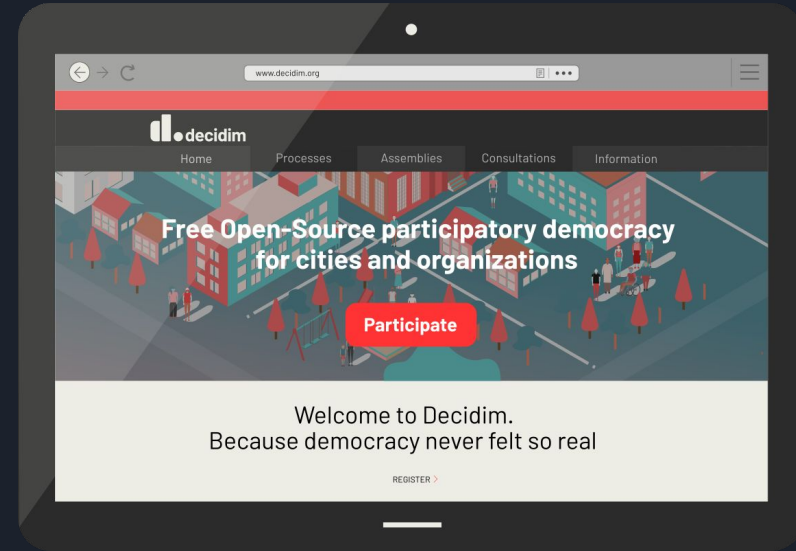 www.decidim.org
decidim
Home Processes Assemblies Consultations Information
Free Open-Source participatory democracy
for cities and organizations
Participate
Welcome to Decidim.
Because democracy never felt so real
REGISTER >